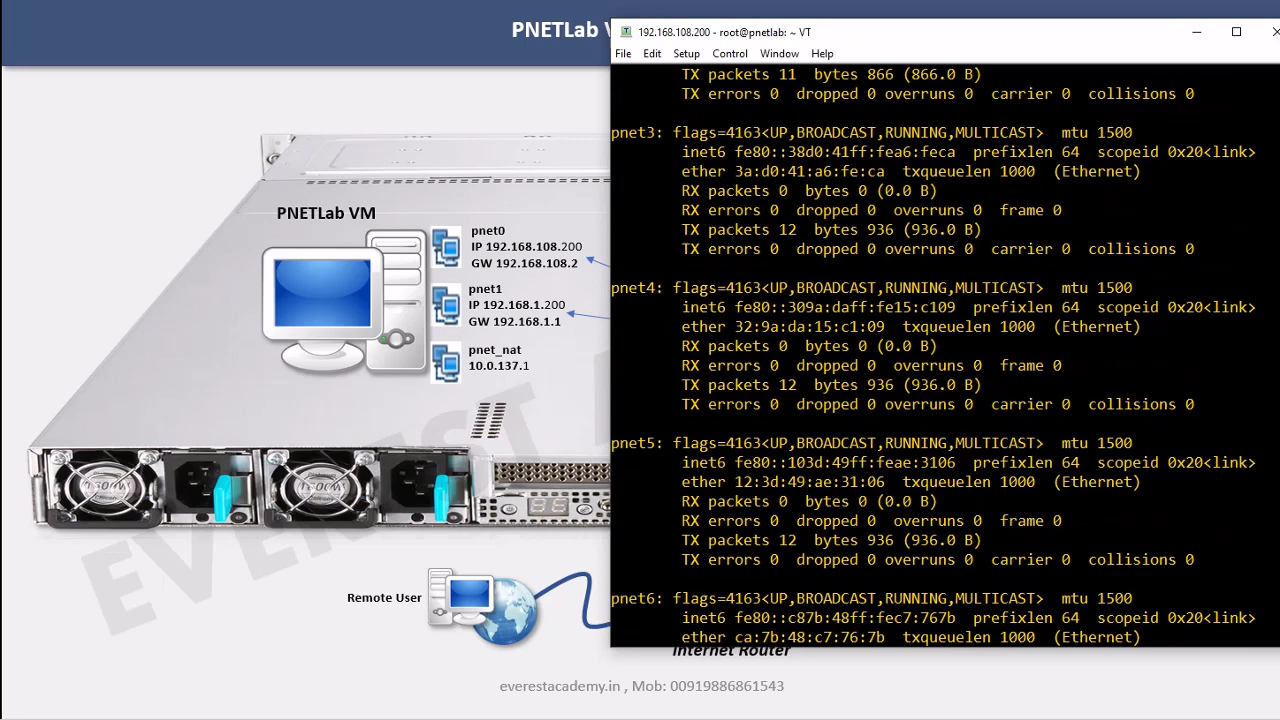 PNETLab V
192.168.108.200 - root@pnetlab: ~ VT
File Edit Setup Control Window Help
TX packets 11 bytes 866 (866.0 B)
TX errors 0 dropped 0 overruns 0 carrier 0 collisions 0
pnet3: flags=4163<UP,BROADCAST,RUNNING,MULTICAST> mtu 1500
inet6 fe80::38d0:41ff:fea6:feca prefixlen 64 scopeid 0x20<link>
ether 3a:d0:41:a6:fe:ca txqueuelen 1000 (Ethernet)
RX packets 0 bytes 0 (0.0 B)
RX errors 0 dropped 0 overruns 0 frame 0
TX packets 12 bytes 936 (936.0 B)
TX errors 0 dropped 0 overruns 0 carrier 0 collisions 0
pnet4: flags=4163<UP,BROADCAST,RUNNING,MULTICAST> mtu 1500
inet6 fe80::309a:daff:fe15:c109 prefixlen 64 scopeid 0x20<link>
ether 32:9a:da:15:c1:09 txqueuelen 1000 (Ethernet)
RX packets 0 bytes 0 (0.0 B)
RX errors 0 dropped 0 overruns 0 frame 0
TX packets 12 bytes 936 (936.0 B)
TX errors 0 dropped 0 overruns 0 carrier 0 collisions 0
pnet5: flags=4163<UP,BROADCAST,RUNNING,MULTICAST> mtu 1500
inet6 fe80::103d:49ff:feae:3106 prefixlen 64 scopeid 0x20<link>
ether 12:3d:49:ae:31:06 txqueuelen 1000 (Ethernet)
RX packets 0 bytes 0 (0.0 B)
RX errors 0 dropped 0 overruns 0 frame 0
TX packets 12 bytes 936 (936.0 B)
TX errors 0 dropped 0 overruns 0 carrier 0 collisions 0
pnet6: flags=4163<UP,BROADCAST,RUNNING,MULTICAST> mtu 1500
inet6 fe80::c87b:48ff:fec7:767b prefixlen 64 scopeid 0x20<link>
ether ca:7b:48:c7:76:7b txqueuelen 1000 (Ethernet)
PNETLab VM
pnet0
IP 192.168.108.200
GW 192.168.108.2
pnet1
IP 192.168.1.200
GW 192.168.1.1
pnet_nat
10.0.137.1
EVEREST A
Remote User
Internet Router
everestacademy.in , Mob: 00919886861543